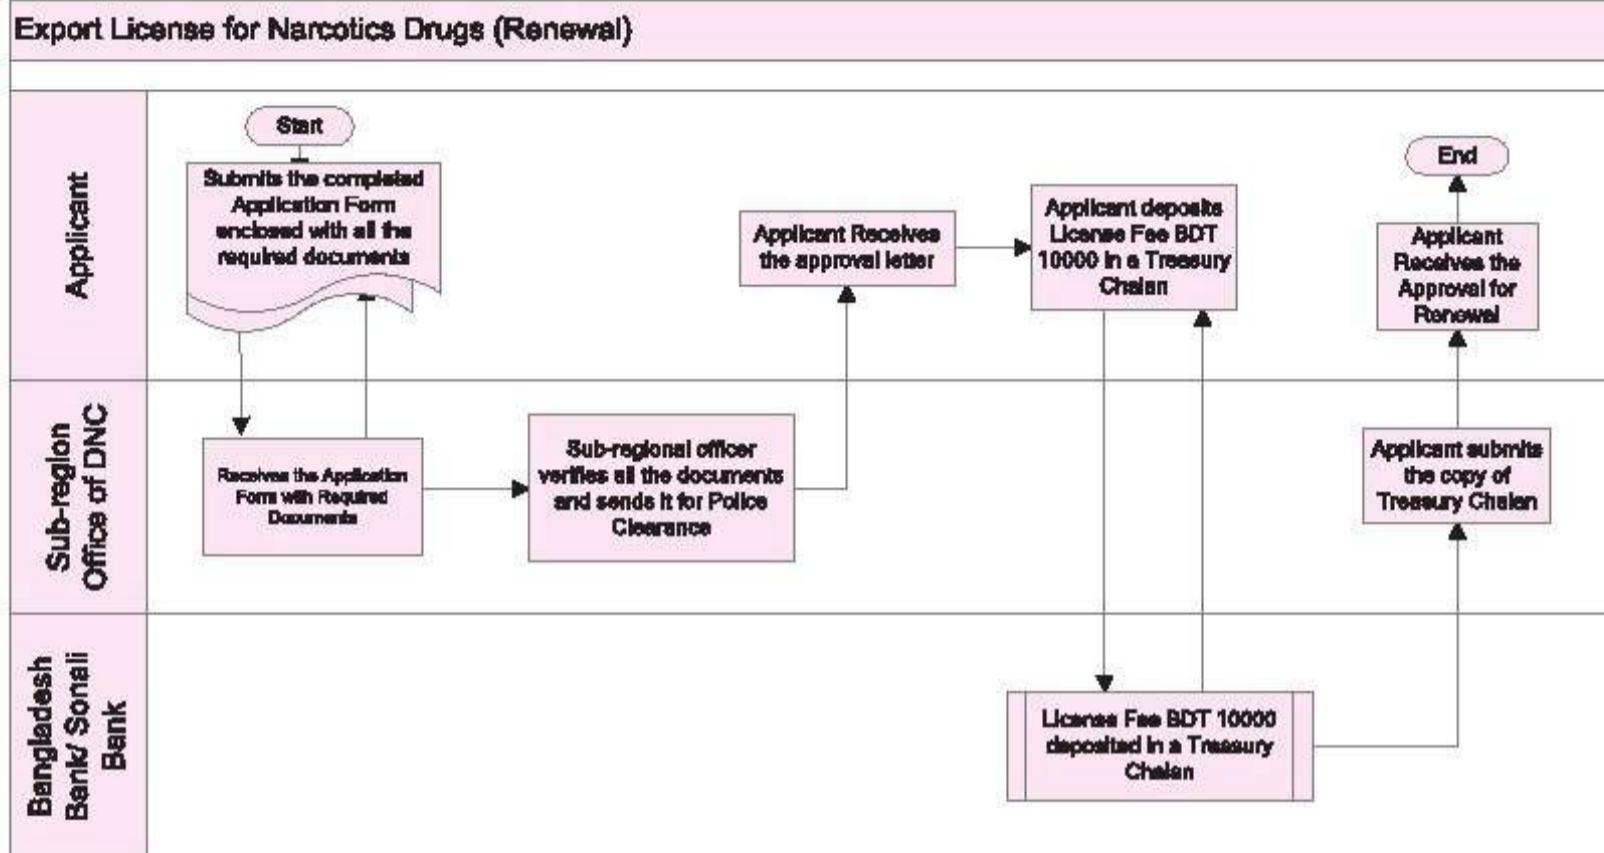 Export License for Narcotics Drugs (Renewal)
Applicant
Start
Submits the completed
Application Form
enclosed with all the
required documents
Applicant Receives
the approval letter
Applicant deposits
License Fee BDT
10000 in a Treasury
Chalan
End
Applicant
Receives the
Approval for
Renewal
Sub-region
Office of DNC
Receives the Application
Form with Required
Documents
Sub-regional officer
verifies all the documents
and sends it for Police
Clearance
Applicant submits
the copy of
Treasury Chalan
Bangladesh
Bank/ Sonali
Bank
License Fee BDT 10000
deposited in a Treasury
Chalan